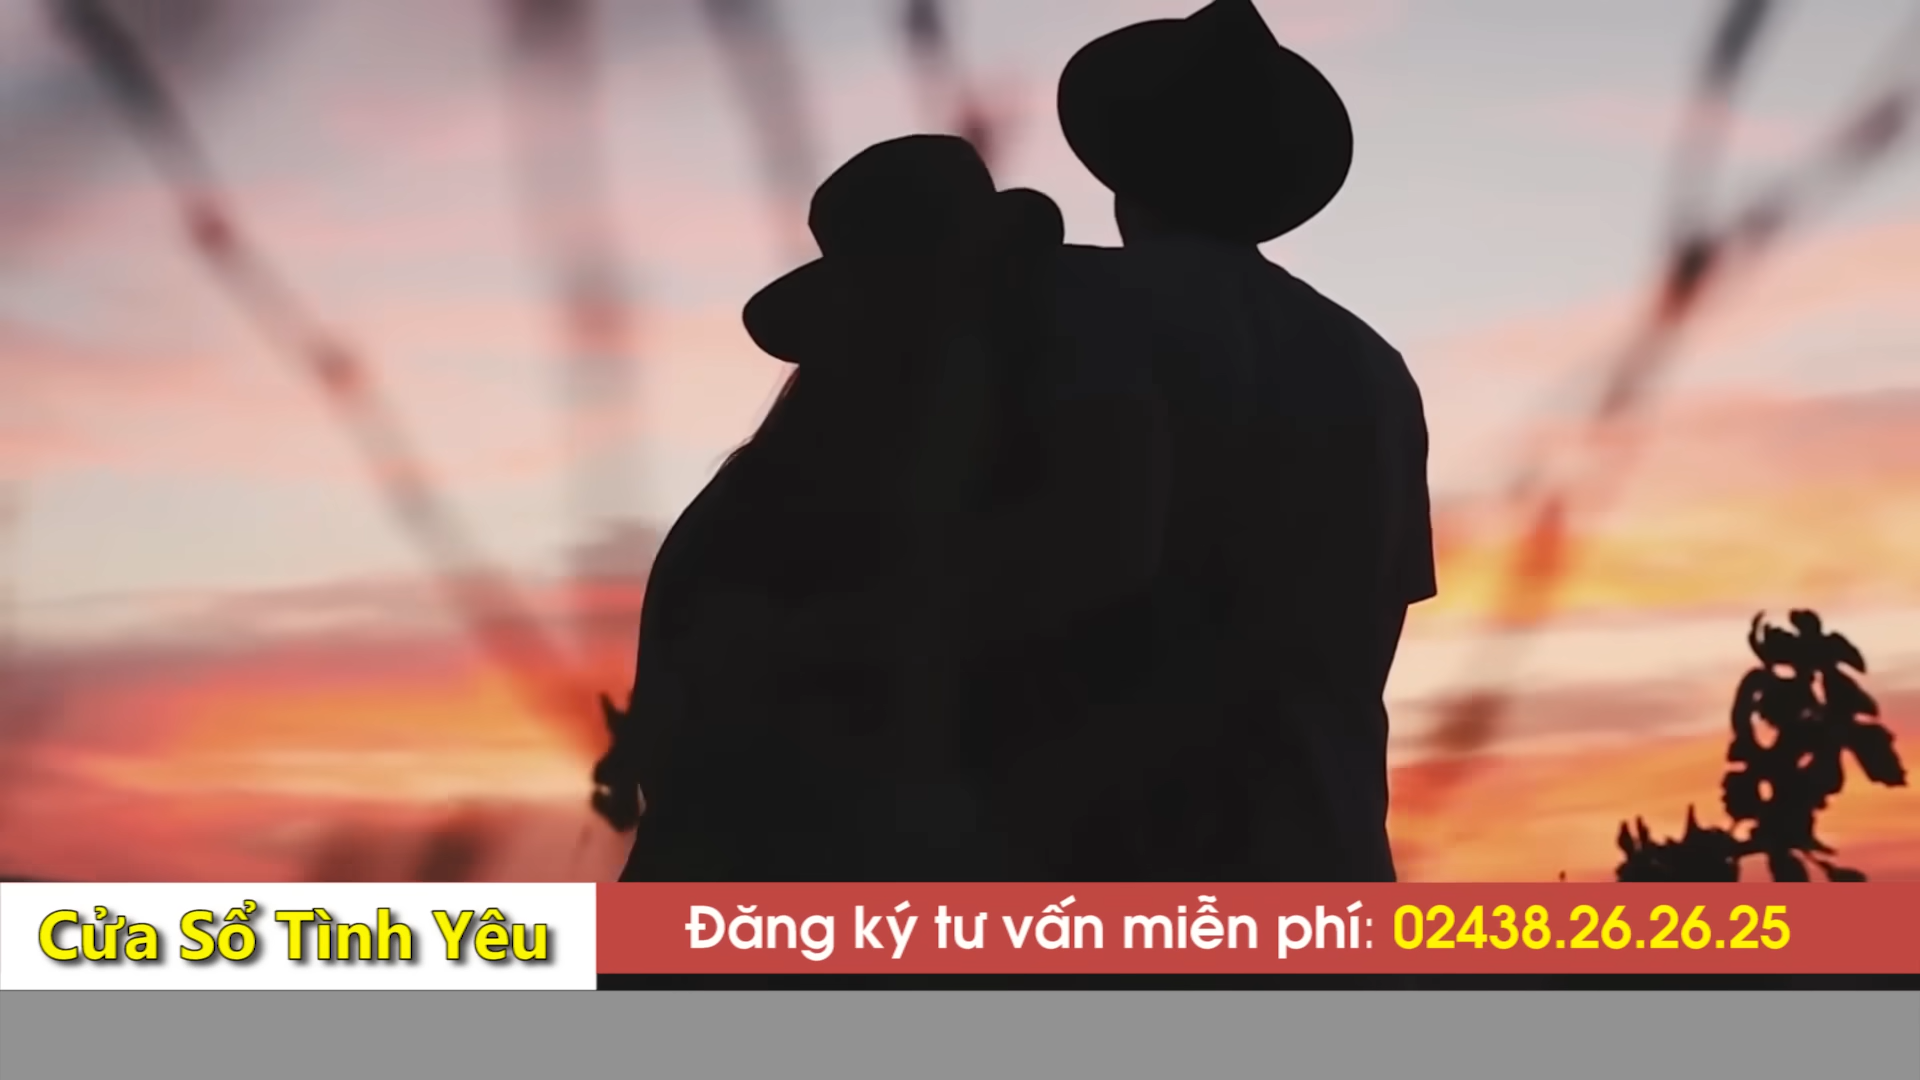 Cửa Sổ Tình Yêu
Đăng ký tư vấn miễn phí: 02438.26.26.25